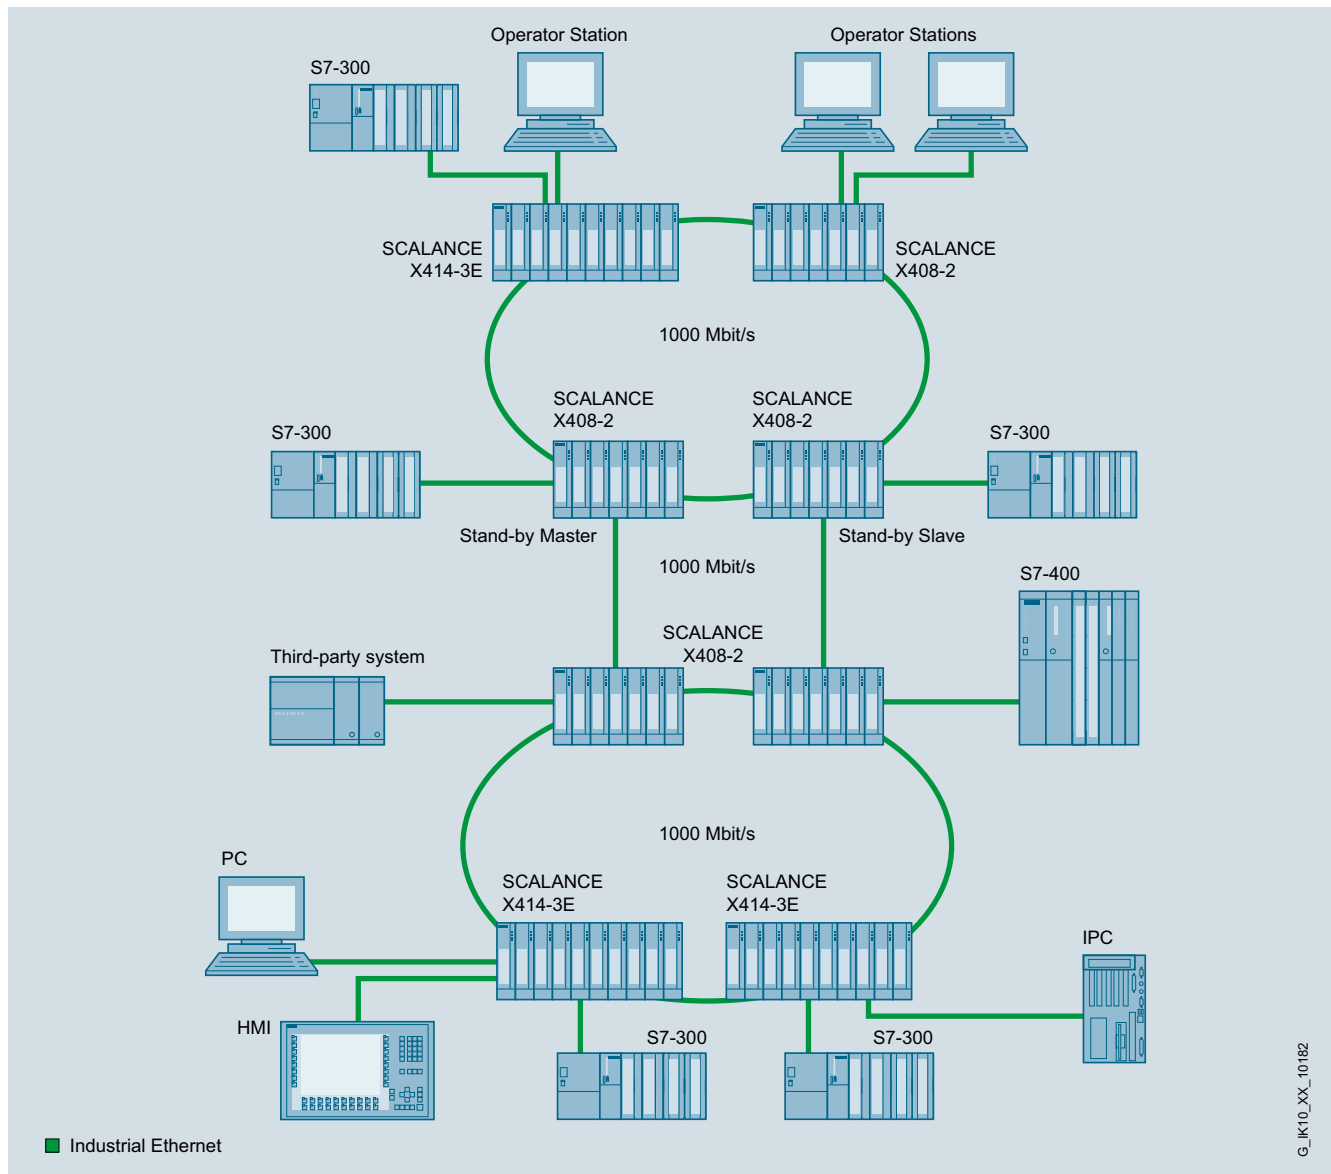 Operator Station
Operator Stations
S7-300
SCALANCE
X414-3E
SCALANCE
X408-2
1000 Mbit/s
SCALANCE
X408-2
SCALANCE
X408-2
S7-300
S7-300
Stand-by Master
Stand-by Slave
1000 Mbit/s
S7-400
SCALANCE
X408-2
Third-party system
1000 Mbit/s
PC
SCALANCE
X414-3E
SCALANCE
X414-3E
IPC
HMI
S7-300
S7-300
Industrial Ethernet
G_IK10_XX_10182